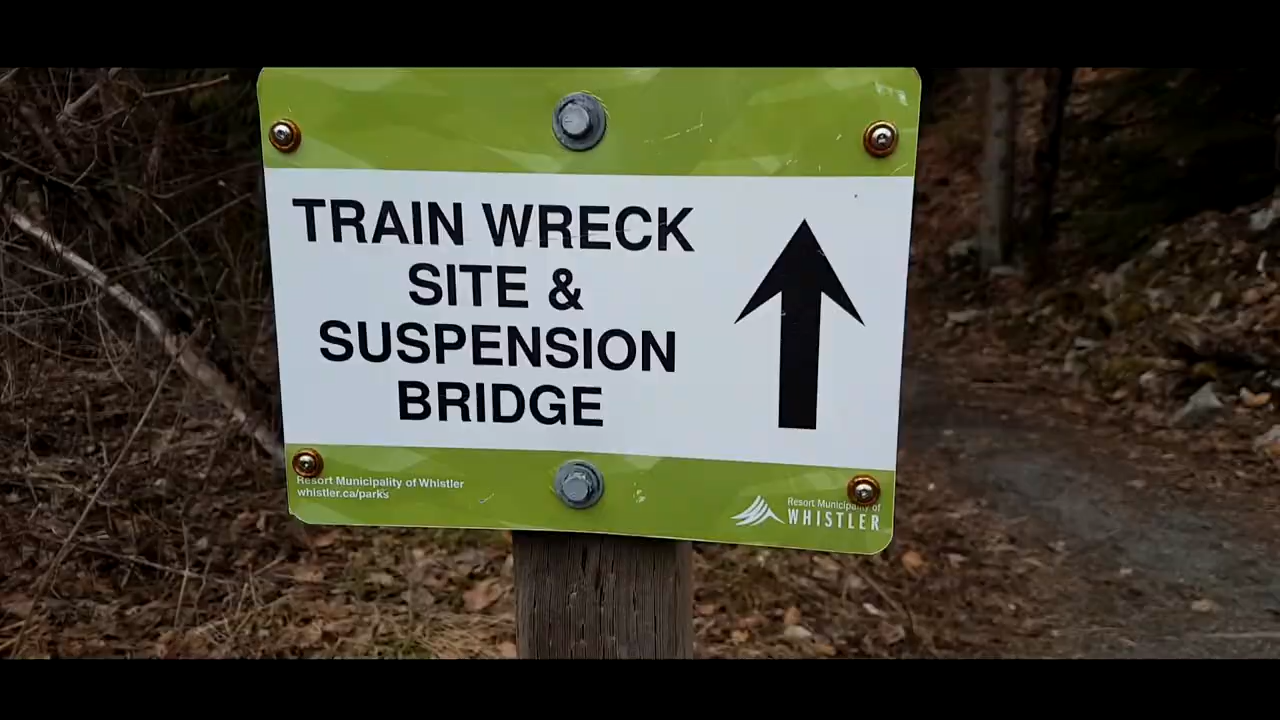 TRAIN WRECK
SITE &
SUSPENSION
BRIDGE
Resort Municipality of Whistler
whistler.ca/parks
Resort Municipality of
WHISTLER